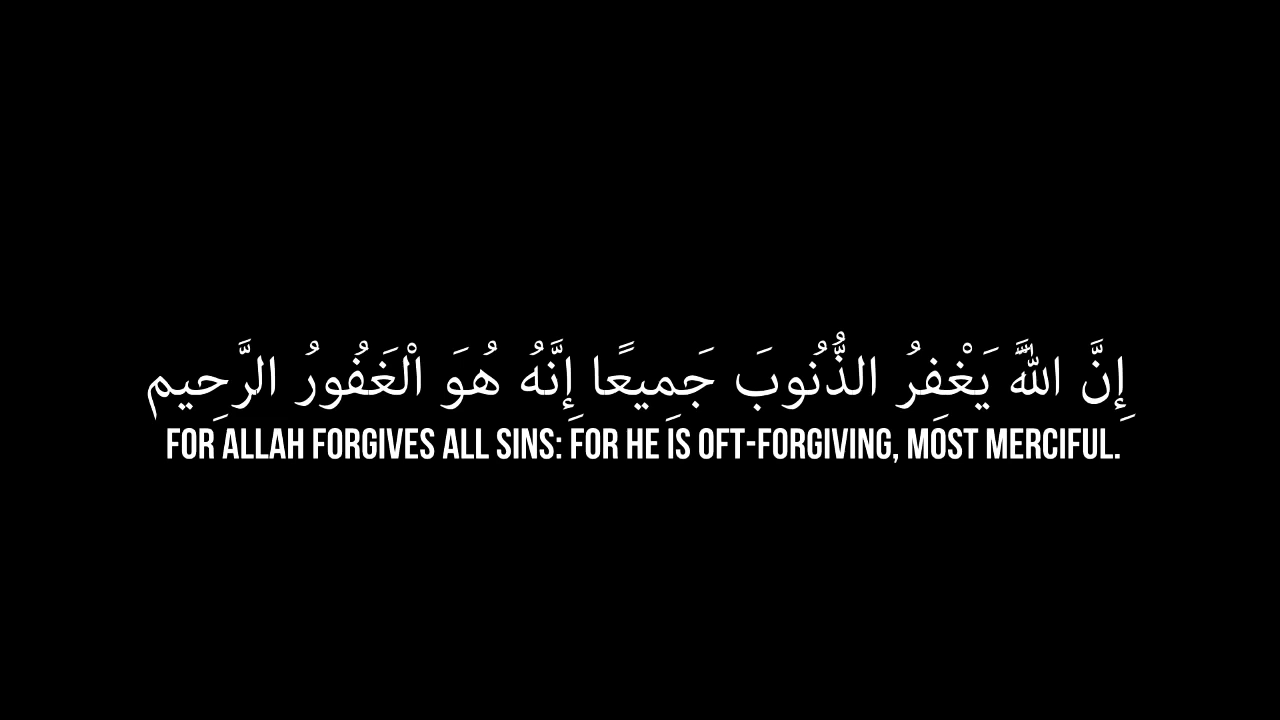 إِنَّ اللَّهَ يَغْفِرُ الذُّنُوبَ جَمِيعًا إِنَّهُ هُوَ الْغَفُورُ الرَّحِيم
FOR ALLAH FORGIVES ALL SINS: FOR HE IS OFT-FORGIVING, MOST MERCIFUL.